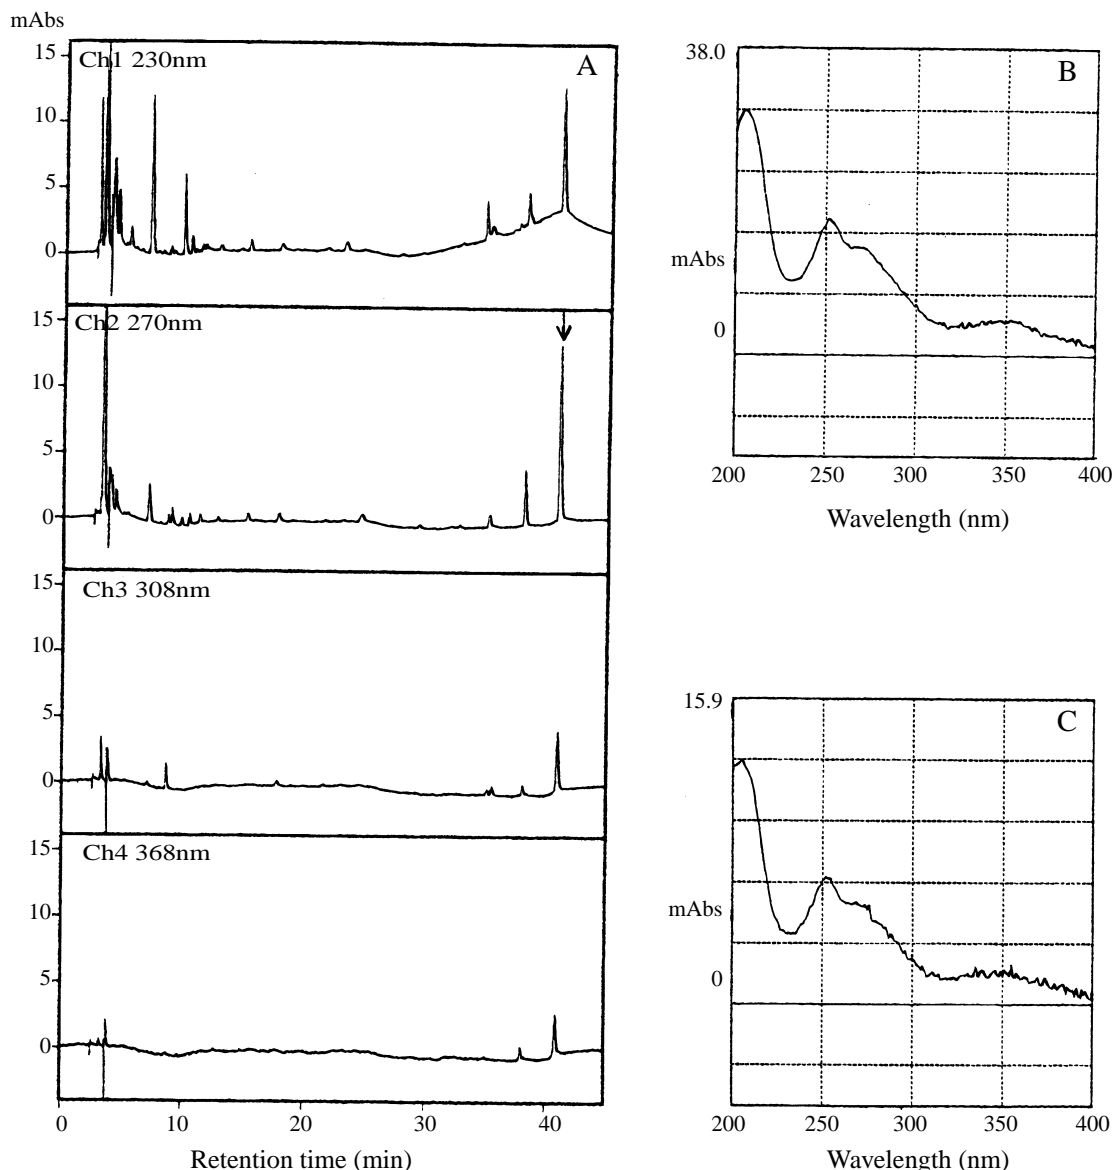 mAbs
A
Ch1 230nm
15
10
5
0
Ch2 270nm
15
10
5
0
Ch3 308nm
15
10
5
0
Ch4 368nm
15
10
5
0
0 10 20 30 40
Retention time (min)
B
38.0
mAbs
0
200 250 300 350 400
Wavelength (nm)
C
15.9
mAbs
0
200 250 300 350 400
Wavelength (nm)